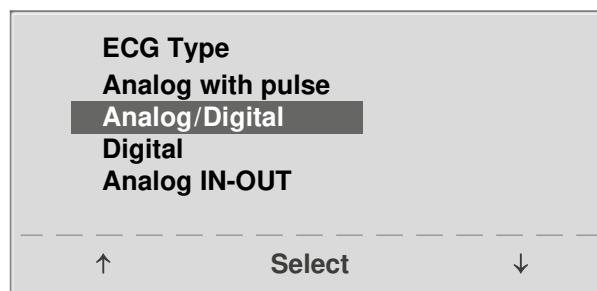 ECG Type
Analog with pulse
Analog/Digital
Digital
Analog IN-OUT
↑ Select ↓